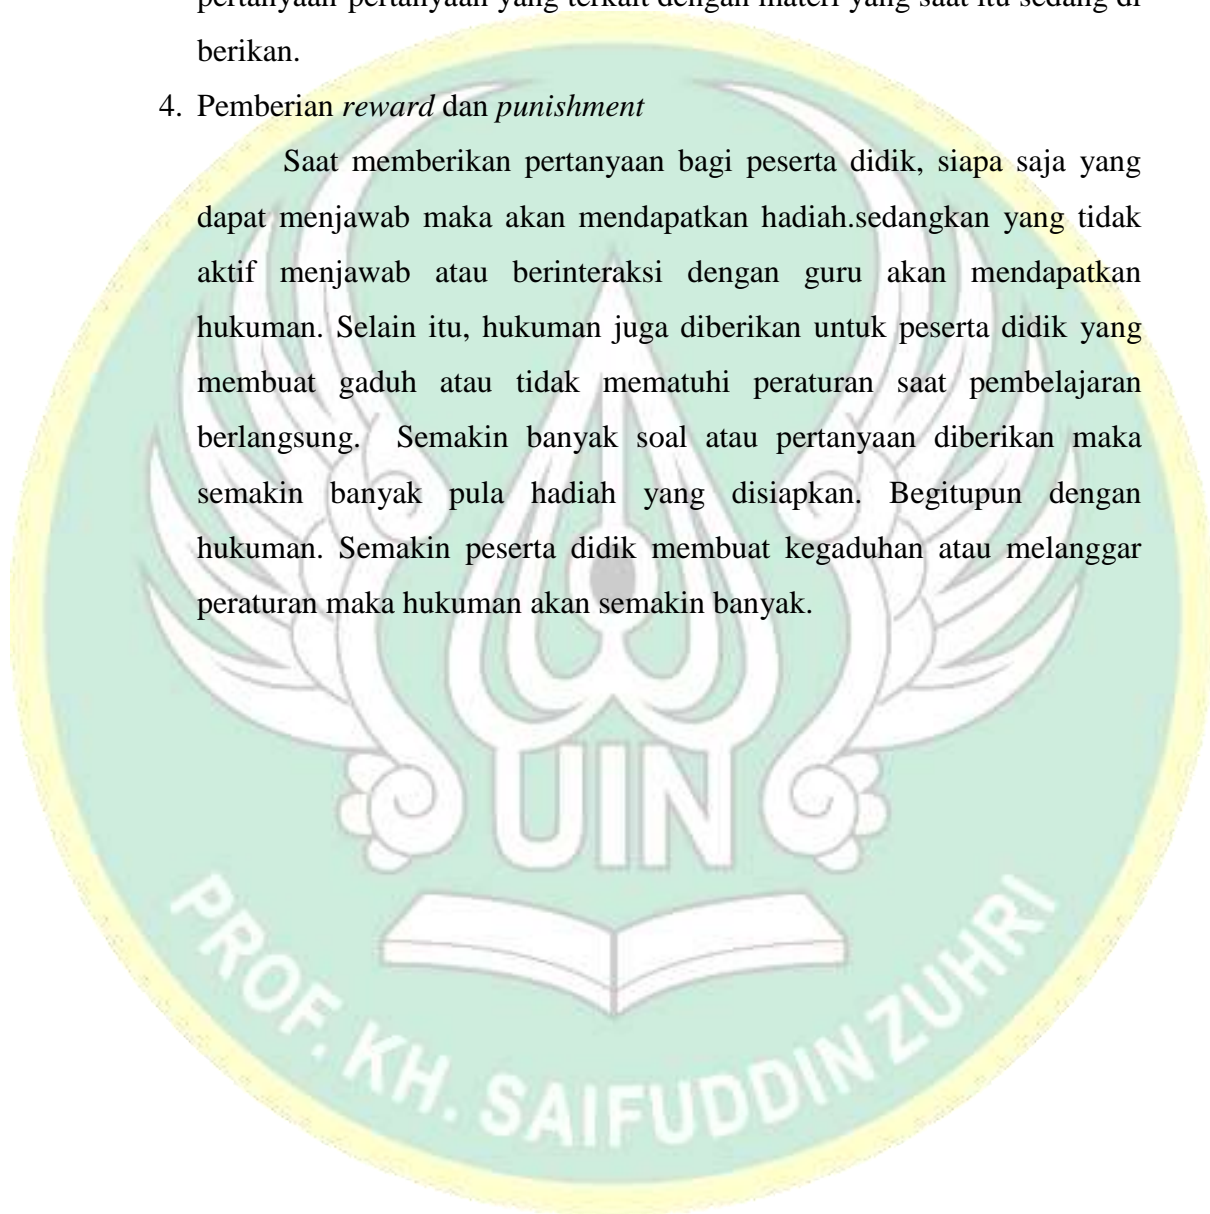 pertanyaan-pertanyaan yang terkait dengan materi yang saat itu sedang di
berikan.
4. Pemberian reward dan punishment
Saat memberikan pertanyaan bagi peserta didik, siapa saja yang
dapat menjawab maka akan mendapatkan hadiah.sedangkan yang tidak
aktif menjawab atau berinteraksi dengan guru akan mendapatkan
hukuman. Selain itu, hukuman juga diberikan untuk peserta didik yang
membuat gaduh atau tidak mematuhi peraturan saat pembelajaran
berlangsung. Semakin banyak soal atau pertanyaan diberikan maka
semakin banyak pula hadiah yang disiapkan. Begitupun dengan
hukuman. Semakin peserta didik membuat kegaduhan atau melanggar
peraturan maka hukuman akan semakin banyak.
UIN
PROF. KH. SAIFUDDIN ZUHRI